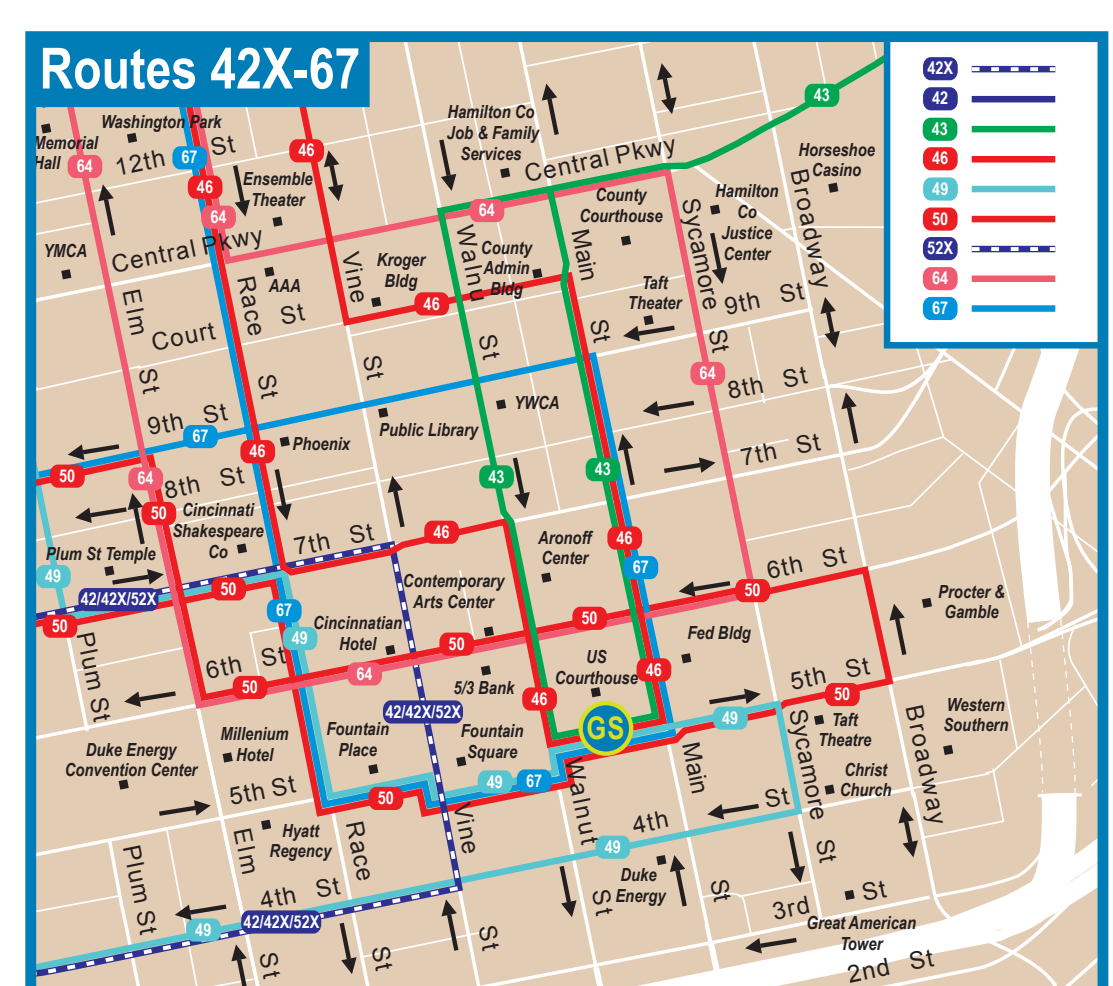 Routes 42X-67
42X
42
43
46
49
50
52X
64
67
43
Hamilton Co
Job & Family
Services
Washington Park
Memorial
Hall
64
12th St
67
46
46
64
Ensemble
Theater
Central Pkwy
64
County
Courthouse
Hamilton
Co
Justice
Center
Horseshoe
Casino
Broadway
YMCA
Central Pkwy
AAA
Kroger
Bldg
County
Admin
Bldg
Taft
Theater
Elm
Race
Vine
Walnu
Main
Sycamore
46
Court St
9th St
St
St
St
St
St
St
64
8th St
9th St
67
YWCA
Public Library
Phoenix
46
7th St
50
64
8th St
43
43
50
Cincinnati
Shakespeare
Co
46
7th St
46
Aronoff
Center
Plum St Temple
49
42/42X/52X
50
50
67
49
67
6th St
50
Contemporary
Arts Center
Procter &
Gamble
Cincinnatian
Hotel
50
50
Fed Bldg
Plum St
6th St
50
64
5/3 Bank
US
Courthouse
46
46
5th St
50
42/42X/52X
GS
49
Millenium
Hotel
Fountain
Place
Fountain
Square
Taft
Theatre
Western
Southern
Duke Energy
Convention Center
5th St
50
49
67
Walnut
Main
Sycamore
Broadway
Christ
Church
Hyatt
Regency
Elm
Race
Vine
4th St
49
Plum St
Duke
Energy
St
4th St
49
42/42X/52X
St
St
3rd St
Great American
Tower
St
St
St
2nd St